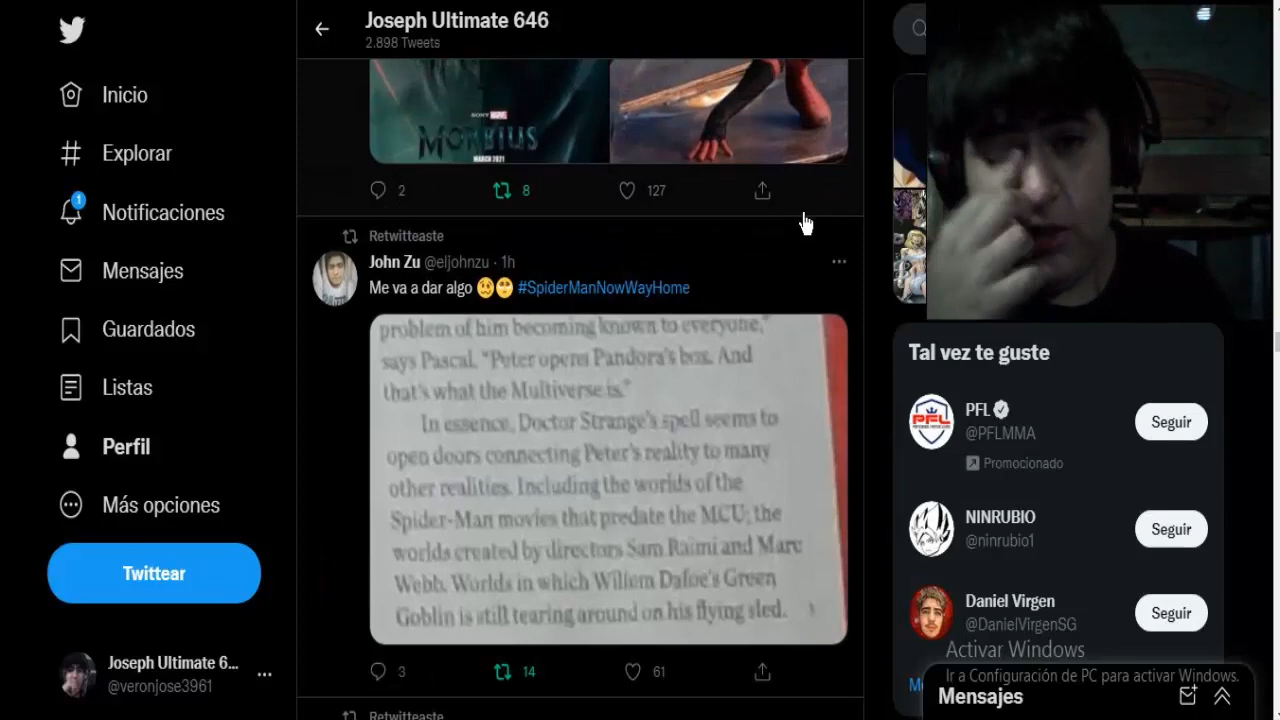 Joseph Ultimate 646
2.898 Tweets
Inicio
Explorar
1
Notificaciones
Mensajes
Guardados
Listas
Perfil
Más opciones
Twittear
Joseph Ultimate 6...
@veronjose3961
SONY MARVEL
MORBIUS
MARCH 2021
2
8
127
Retwitteaste
John Zu @eljohnzu · 1h
Me va a dar algo 🥴🙄 #SpiderManNowWayHome
problem of him becoming known to everyone,"
says Pascal. "Peter opens Pandora's box. And
that's what the Multiverse is."
In essence, Doctor Strange's spell seems to
open doors connecting Peter's reality to many
other realities. Including the worlds of the
Spider-Man movies that predate the MCU; the
worlds created by directors Sam Raimi and Marc
Webb. Worlds in which Willem Dafoe's Green
Goblin is still tearing around on his flying sled.
3
14
61
Retwitteaste
Tal vez te guste
PFL
@PFLMMA
Seguir
Promocionado
NINRUBIO
@ninrubio1
Seguir
Daniel Virgen
@DanielVirgenSG
Seguir
Activar Windows
Ir a Configuración de PC para activar Windows.
Mensajes